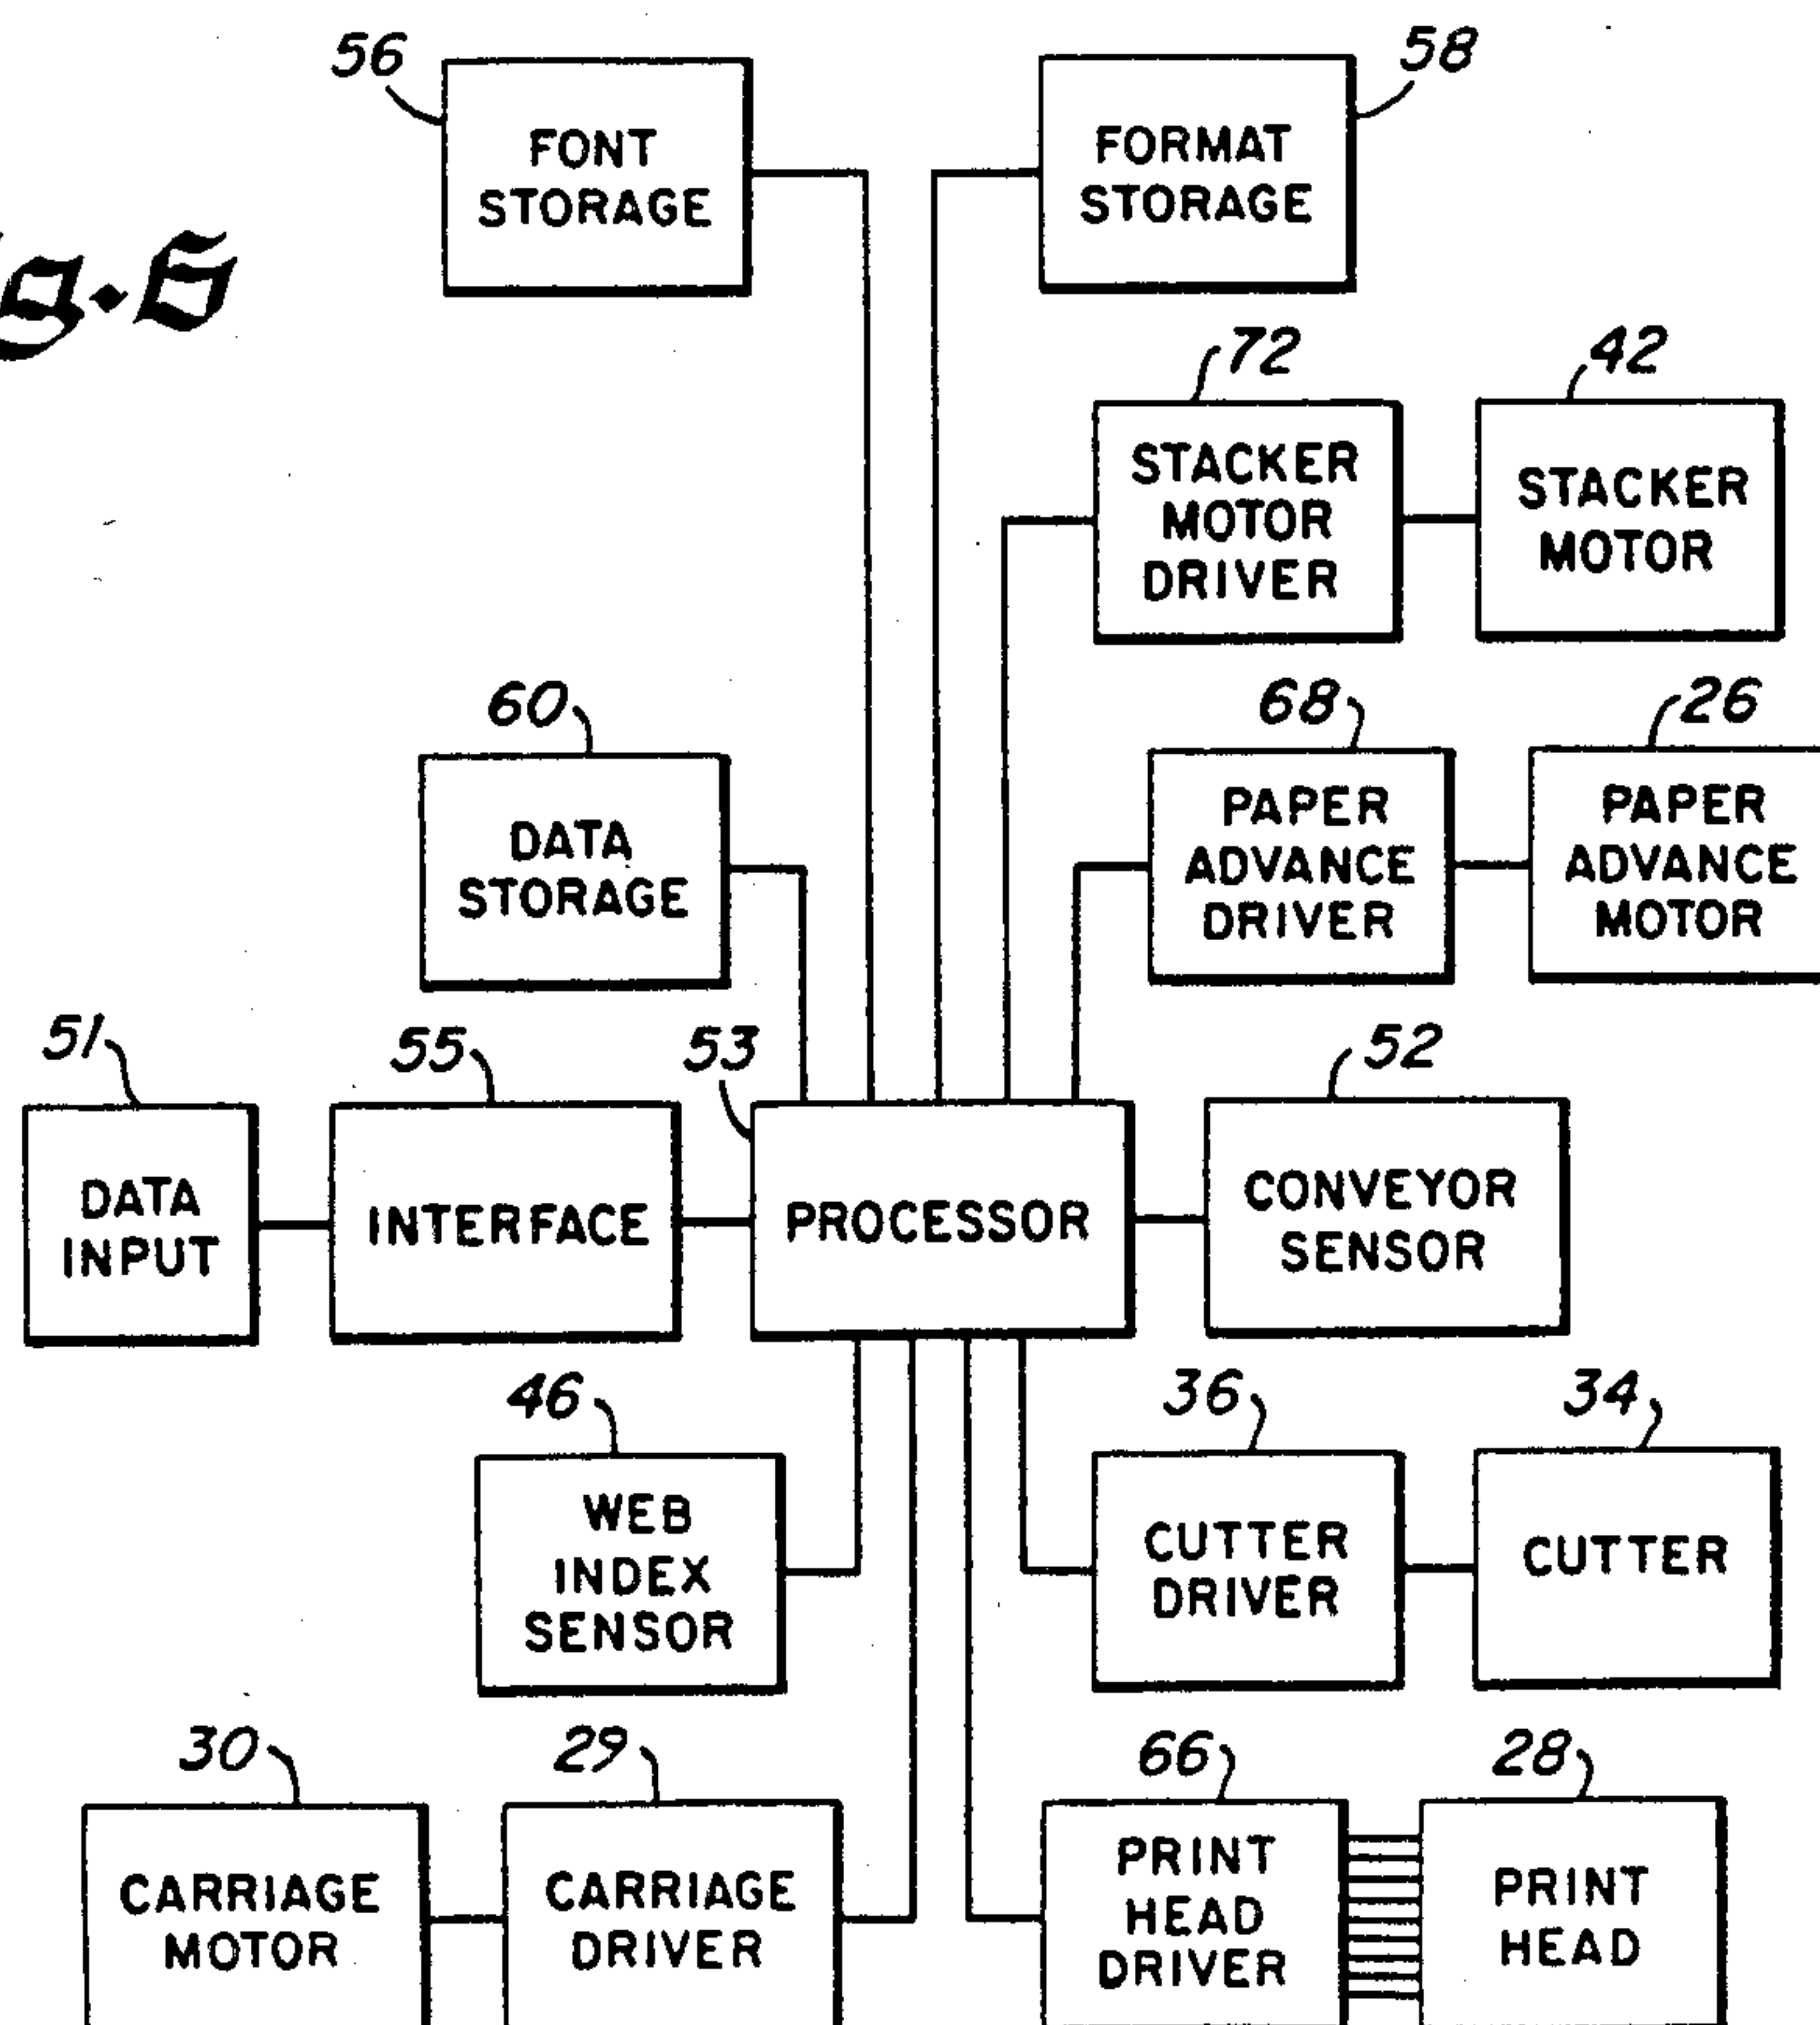 56
58
FONT
STORAGE
FORMAT
STORAGE
g.6
72
42
STACKER
MOTOR
DRIVER
STACKER
MOTOR
60
68
26
DATA
STORAGE
PAPER
ADVANCE
DRIVER
PAPER
ADVANCE
MOTOR
51
55
53
52
DATA
INPUT
INTERFACE
PROCESSOR
CONVEYOR
SENSOR
46
36
34
WEB
INDEX
SENSOR
CUTTER
DRIVER
CUTTER
30
29
66
28
CARRIAGE
MOTOR
CARRIAGE
DRIVER
PRINT
HEAD
DRIVER
PRINT
HEAD